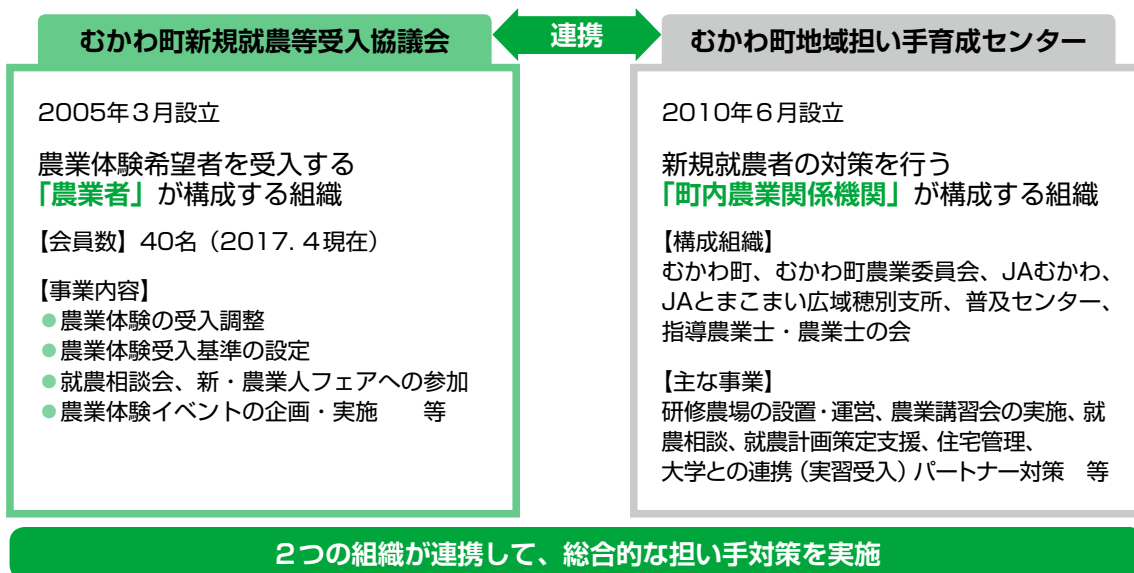 むかわ町新規就農等受入協議会
連携
むかわ町地域担い手育成センター
2005年3月設立
農業体験希望者を受入する
「農業者」が構成する組織
【会員数】40名（2017. 4現在）
【事業内容】
●農業体験の受入調整
●農業体験受入基準の設定
●就農相談会、新・農業人フェアへの参加
●農業体験イベントの企画・実施　　等
2010年6月設立
新規就農者の対策を行う
「町内農業関係機関」が構成する組織
【構成組織】
むかわ町、むかわ町農業委員会、JAむかわ、
JAとまこまい広域穂別支所、普及センター、
指導農業士・農業士の会
【主な事業】
研修農場の設置・運営、農業講習会の実施、就
農相談、就農計画策定支援、住宅管理、
大学との連携（実習受入）パートナー対策　等
2つの組織が連携して、総合的な担い手対策を実施